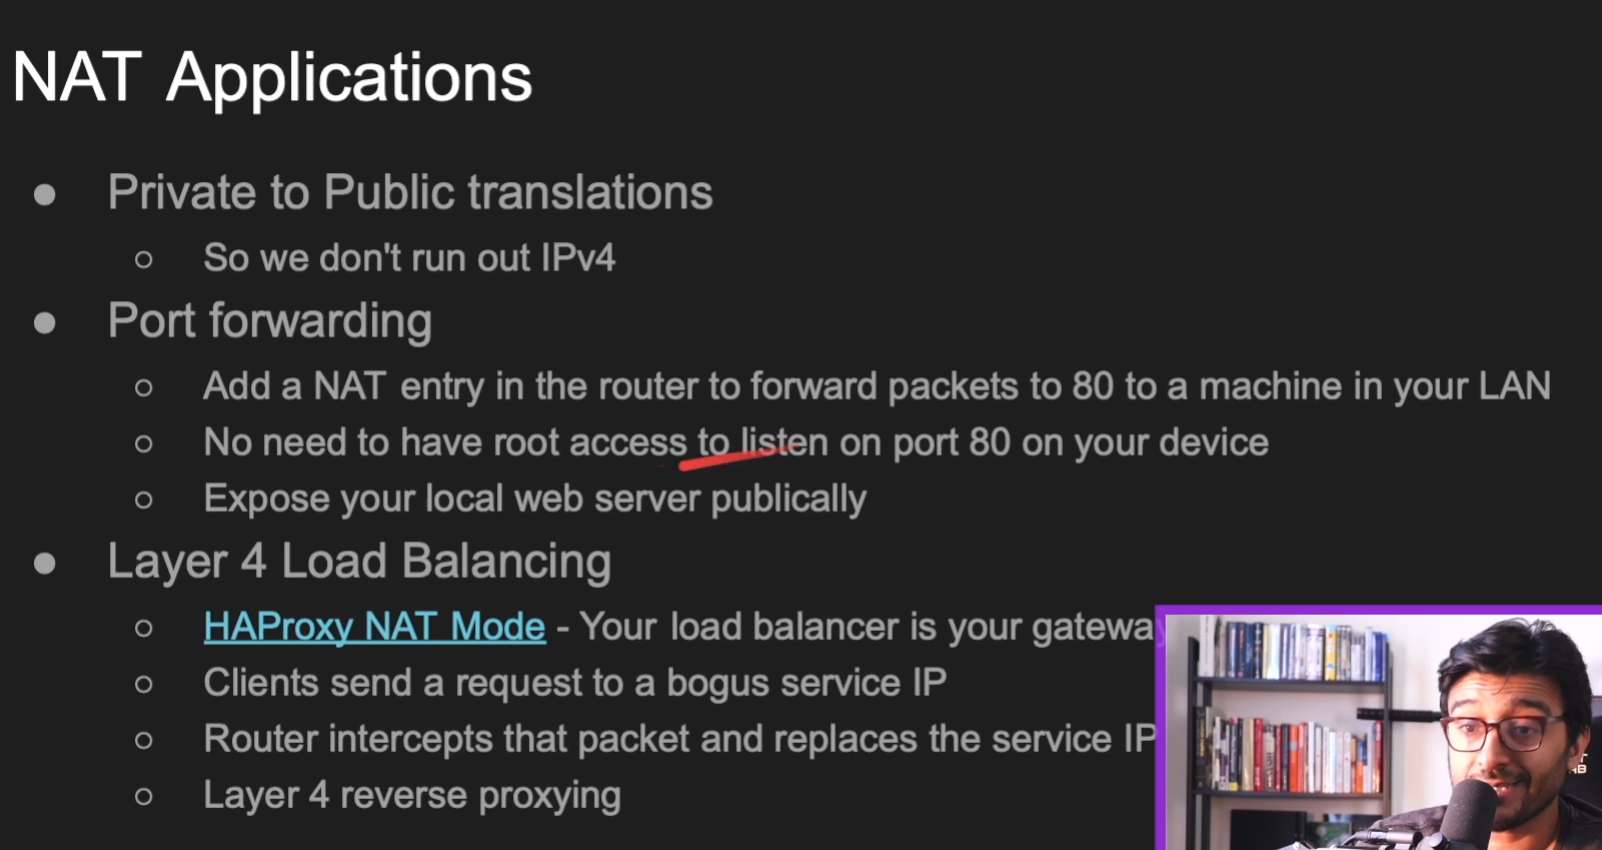 NAT Applications
● Private to Public translations
○ So we don't run out IPv4
● Port forwarding
○ Add a NAT entry in the router to forward packets to 80 to a machine in your LAN
○ No need to have root access to listen on port 80 on your device
○ Expose your local web server publically
● Layer 4 Load Balancing
○ HAProxy NAT Mode - Your load balancer is your gateway
○ Clients send a request to a bogus service IP
○ Router intercepts that packet and replaces the service IP
○ Layer 4 reverse proxying